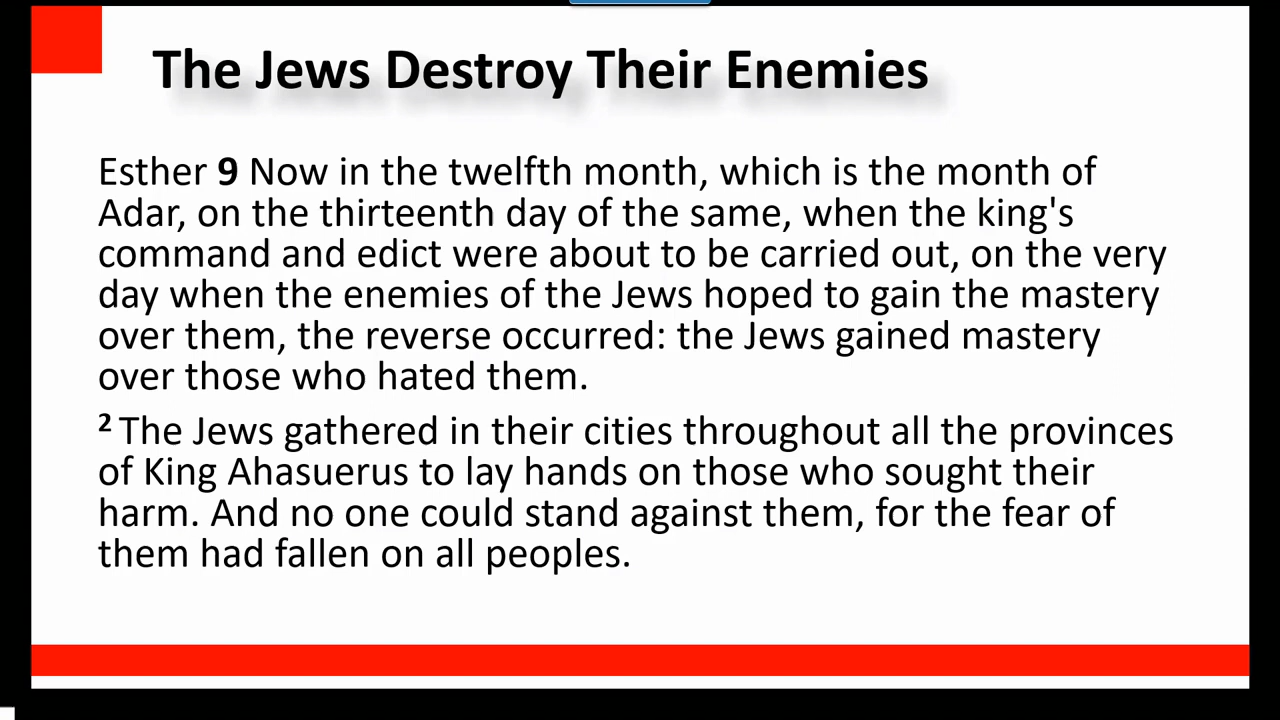 The Jews Destroy Their Enemies
Esther 9 Now in the twelfth month, which is the month of
Adar, on the thirteenth day of the same, when the king's
command and edict were about to be carried out, on the very
day when the enemies of the Jews hoped to gain the mastery
over them, the reverse occurred: the Jews gained mastery
over those who hated them.
2 The Jews gathered in their cities throughout all the provinces
of King Ahasuerus to lay hands on those who sought their
harm. And no one could stand against them, for the fear of
them had fallen on all peoples.